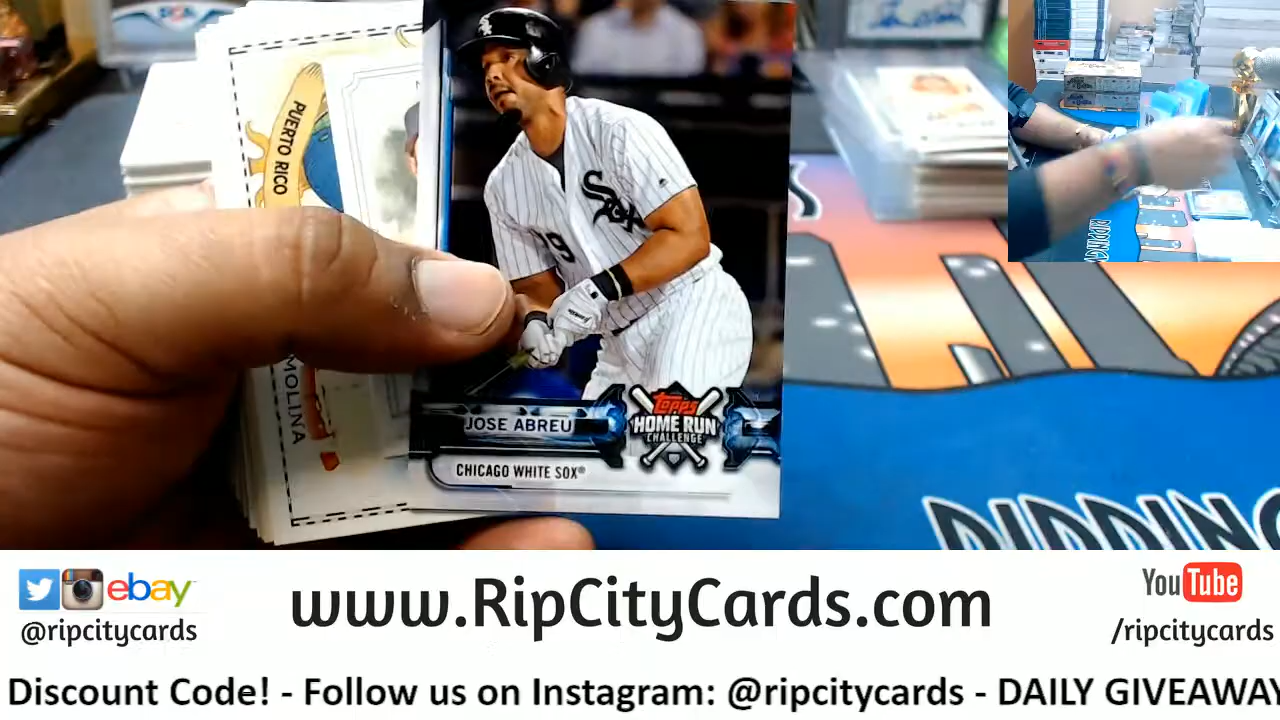 PUERTO RICO
MOLINA
Sox
JOSE ABREU
topps
HOME RUN
CHALLENGE
CHICAGO WHITE SOX®
ebay
@ripcitycards
www.RipCityCards.com
YouTube
/ripcitycards
Discount Code! - Follow us on Instagram: @ripcitycards - DAILY GIVEAWAY